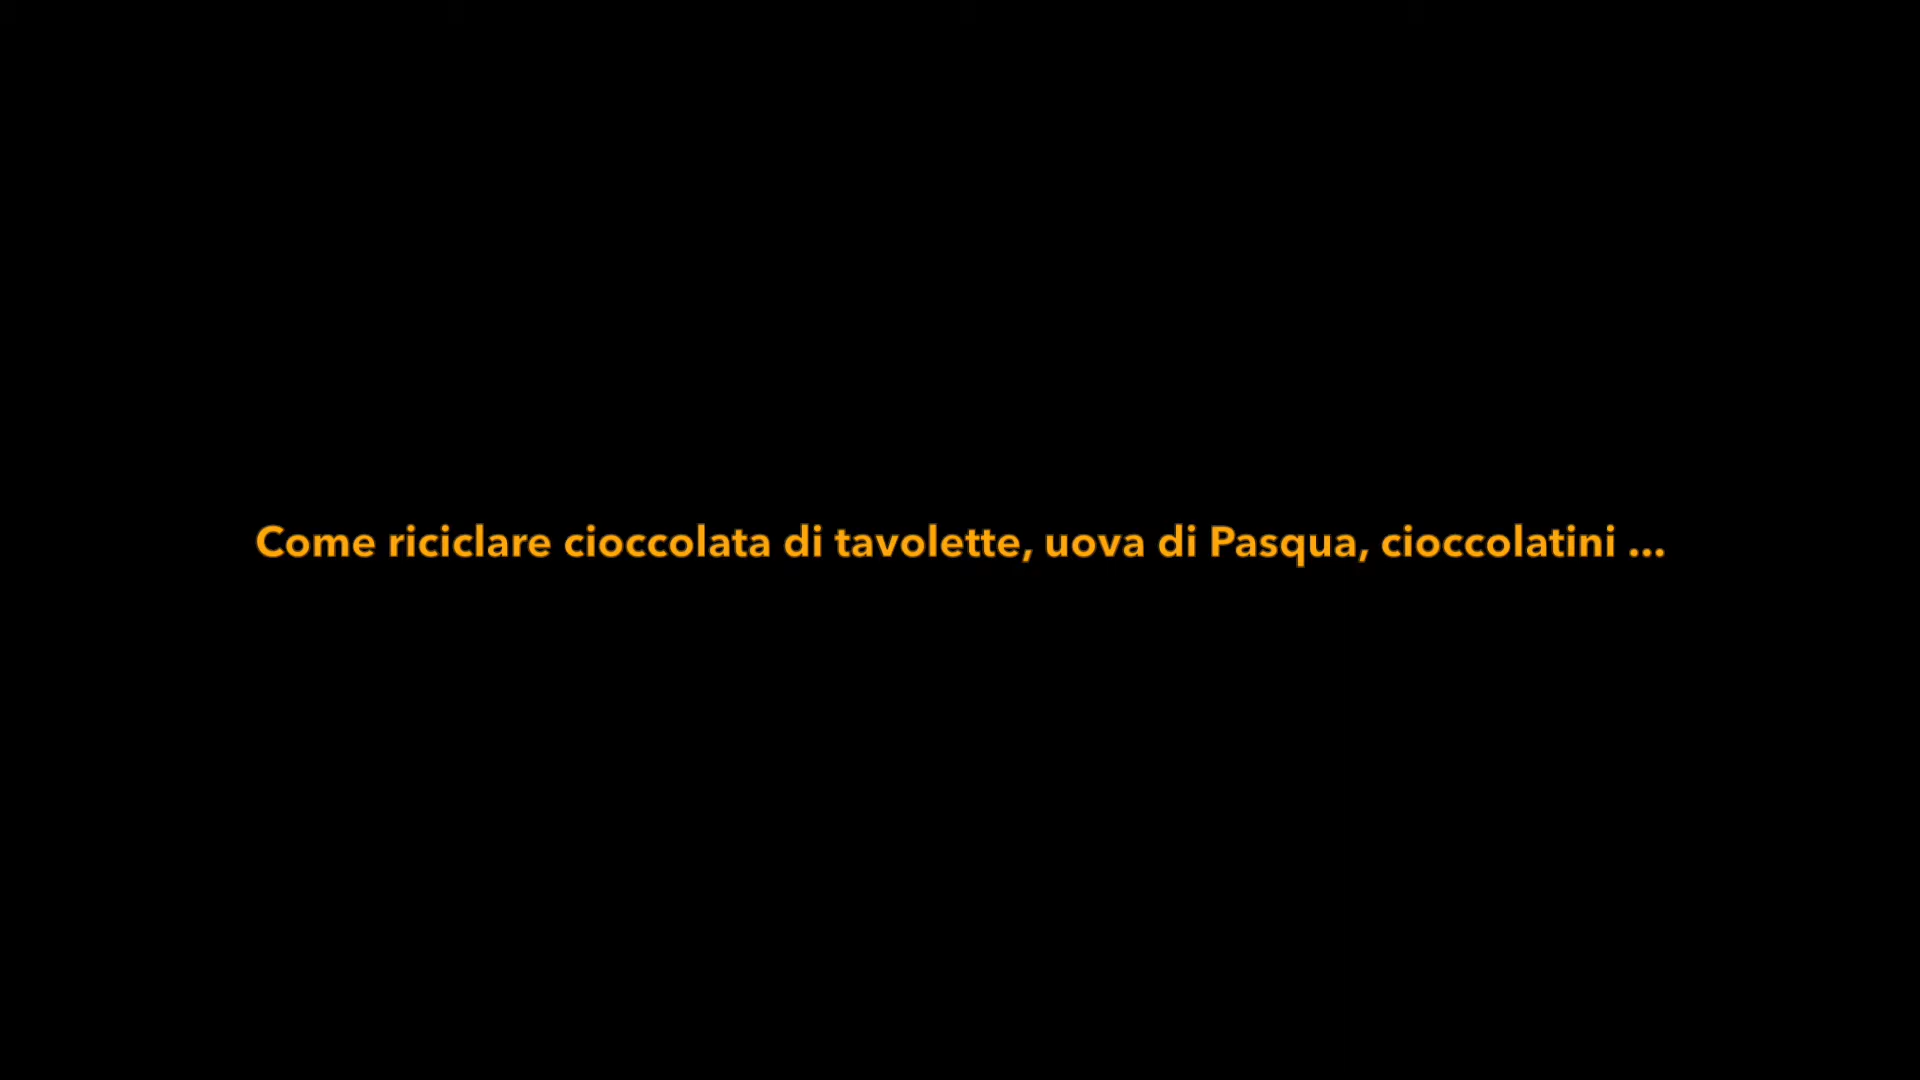 Come riciclare cioccolata di tavolette, uova di Pasqua, cioccolatini ...